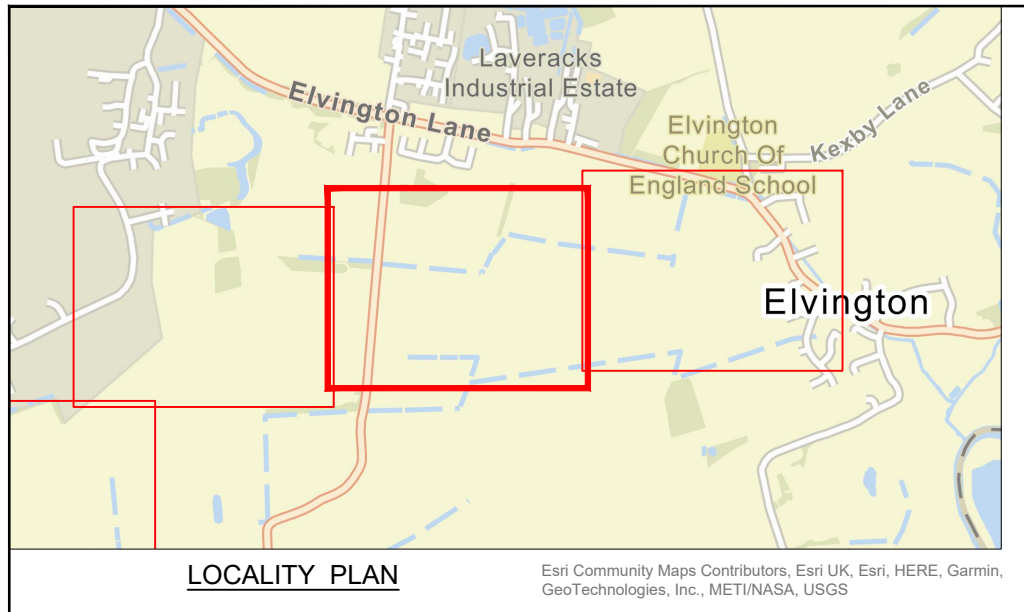 Laveracks
Industrial Estate
Elvington Lane
Elvington
Church Of
England School
Kexby Lane
Elvington
LOCALITY PLAN
Esri Community Maps Contributors, Esri UK, Esri, HERE, Garmin,
GeoTechnologies, Inc., METI/NASA, USGS